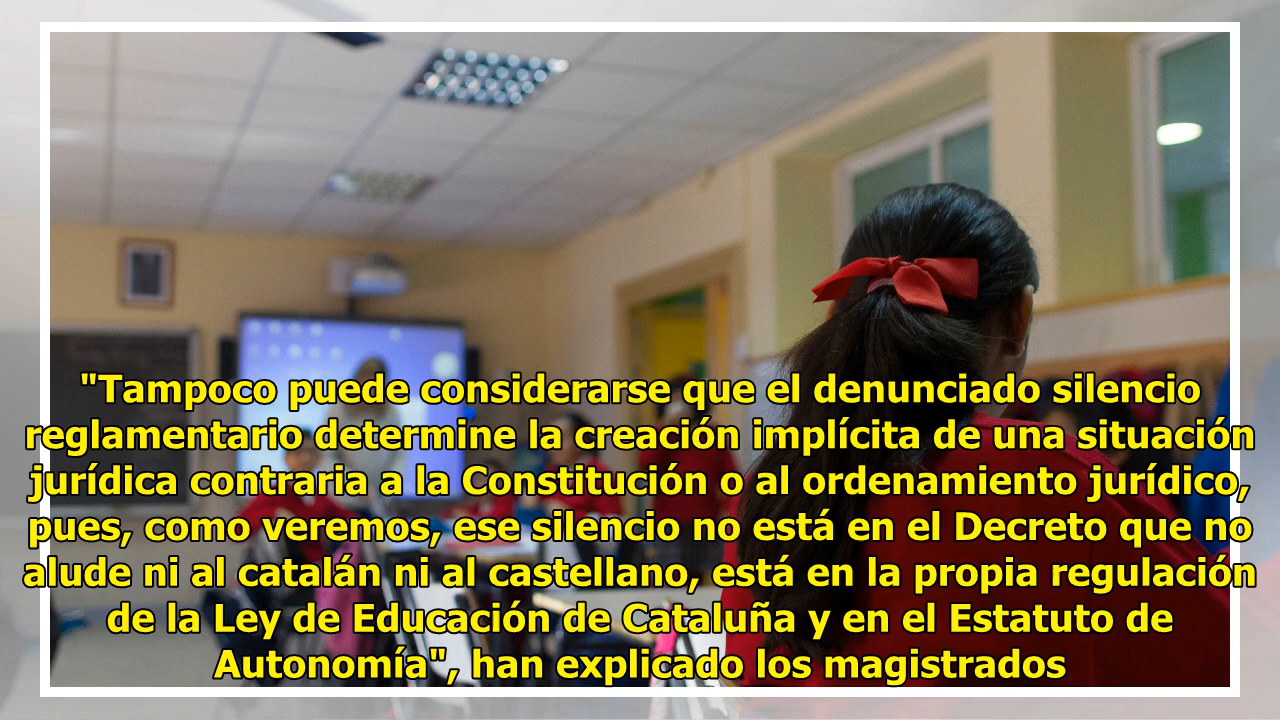 "Tampoco puede considerarse que el denunciado silencio
reglamentario determine la creación implícita de una situación
jurídica contraria a la Constitución o al ordenamiento jurídico,
pues, como veremos, ese silencio no está en el Decreto que no
alude ni al catalán ni al castellano, está en la propia regulación
de la Ley de Educación de Cataluña y en el Estatuto de
Autonomía", han explicado los magistrados